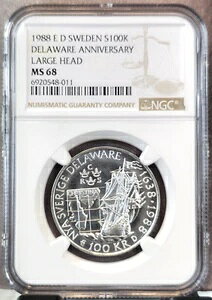 1988 E D SWEDEN S100K
DELAWARE ANNIVERSARY
LARGE HEAD
MS 68
6920548-011
NUMISMATIC GUARANTY COMPANY
NGC
NYA SVERIGE DELAWARE 1638-1988
C
R S
e 100 KR D